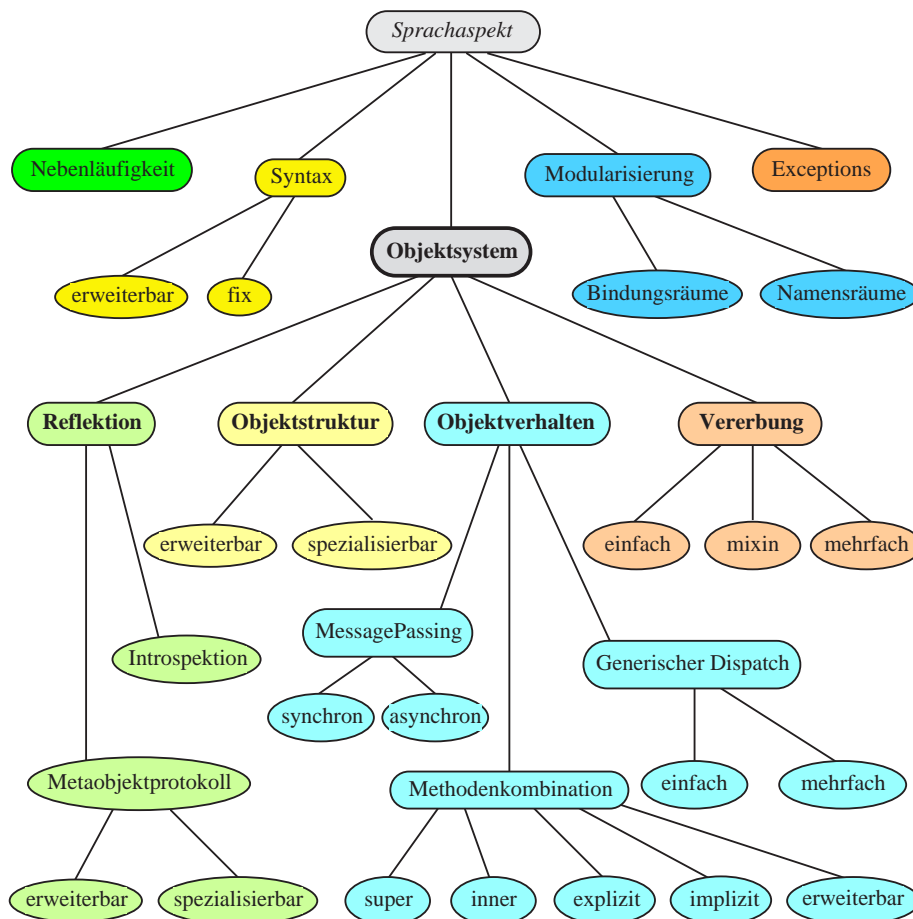 Sprachaspekt
Nebenläufigkeit
Syntax
Modularisierung
Exceptions
Objektsystem
erweiterbar
fix
Bindungsräume
Namensräume
Reflektion
Objektstruktur
Objektverhalten
Vererbung
erweiterbar
spezialisierbar
einfach
mixin
mehrfach
MessagePassing
Introspektion
Generischer Dispatch
synchron
asynchron
Metaobjektprotokoll
Methodenkombination
einfach
mehrfach
erweiterbar
spezialisierbar
super
inner
explizit
implizit
erweiterbar